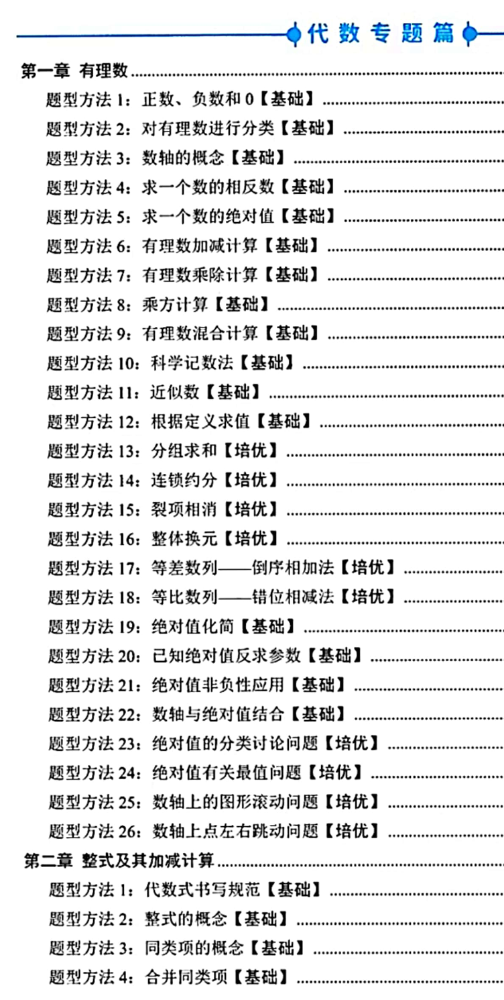 代数专题篇
第一章 有理数
题型方法 1：正数、负数和 0【基础】
题型方法 2：对有理数进行分类【基础】
题型方法 3：数轴的概念【基础】
题型方法 4：求一个数的相反数【基础】
题型方法 5：求一个数的绝对值【基础】
题型方法 6：有理数加减计算【基础】
题型方法 7：有理数乘除计算【基础】
题型方法 8：乘方计算【基础】
题型方法 9：有理数混合计算【基础】
题型方法 10：科学记数法【基础】
题型方法 11：近似数【基础】
题型方法 12：根据定义求值【基础】
题型方法 13：分组求和【培优】
题型方法 14：连锁约分【培优】
题型方法 15：裂项相消【培优】
题型方法 16：整体换元【培优】
题型方法 17：等差数列——倒序相加法【培优】
题型方法 18：等比数列——错位相减法【培优】
题型方法 19：绝对值化简【基础】
题型方法 20：已知绝对值反求参数【基础】
题型方法 21：绝对值非负性应用【基础】
题型方法 22：数轴与绝对值结合【基础】
题型方法 23：绝对值的分类讨论问题【培优】
题型方法 24：绝对值有关最值问题【培优】
题型方法 25：数轴上的图形滚动问题【培优】
题型方法 26：数轴上点左右跳动问题【培优】
第二章 整式及其加减计算
题型方法 1：代数式书写规范【基础】
题型方法 2：整式的概念【基础】
题型方法 3：同类项的概念【基础】
题型方法 4：合并同类项【基础】